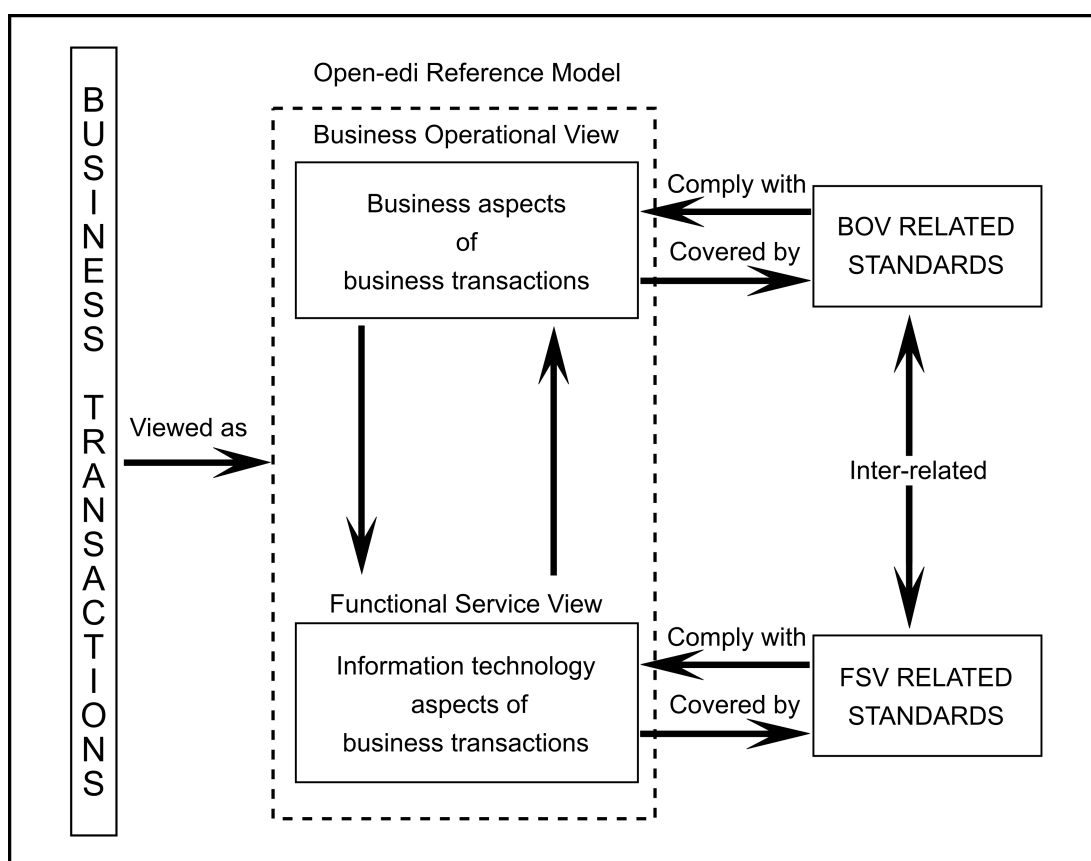 BUSINESS TRANSACTIONS
Open-edi Reference Model
Business Operational View
Business aspects
of
business transactions
Comply with
Covered by
BOV RELATED
STANDARDS
Viewed as
Inter-related
Functional Service View
Information technology
aspects of
business transactions
Comply with
Covered by
FSV RELATED
STANDARDS